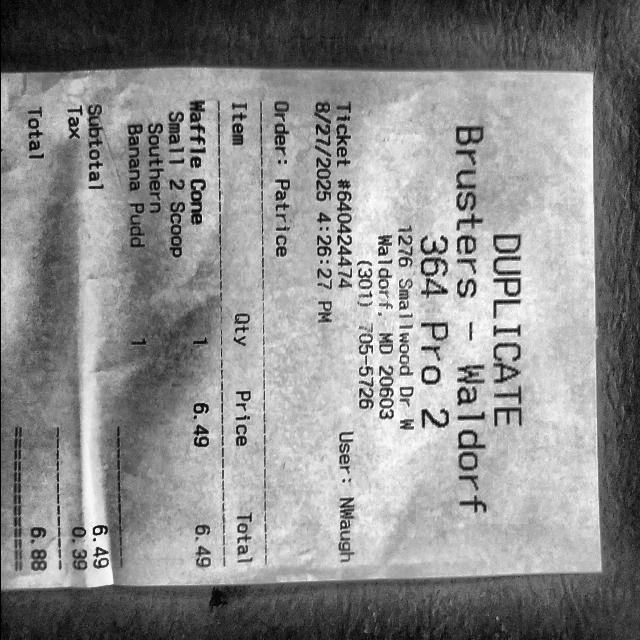 DUPLICATE
Brusters - Waldorf
364 Pro 2
1276 Smallwood Dr W
Waldorf, MD 20603
(301) 705-5726
Ticket #640424474 User: NWaugh
8/27/2025 4:26:27 PM
Order: Patrice
Item Qty Price Total
Waffle Cone 1 6.49 6.49
Small 2 Scoop
Southern
Banana Pudd 1
Subtotal 6.49
Tax 0.39
Total 6.88